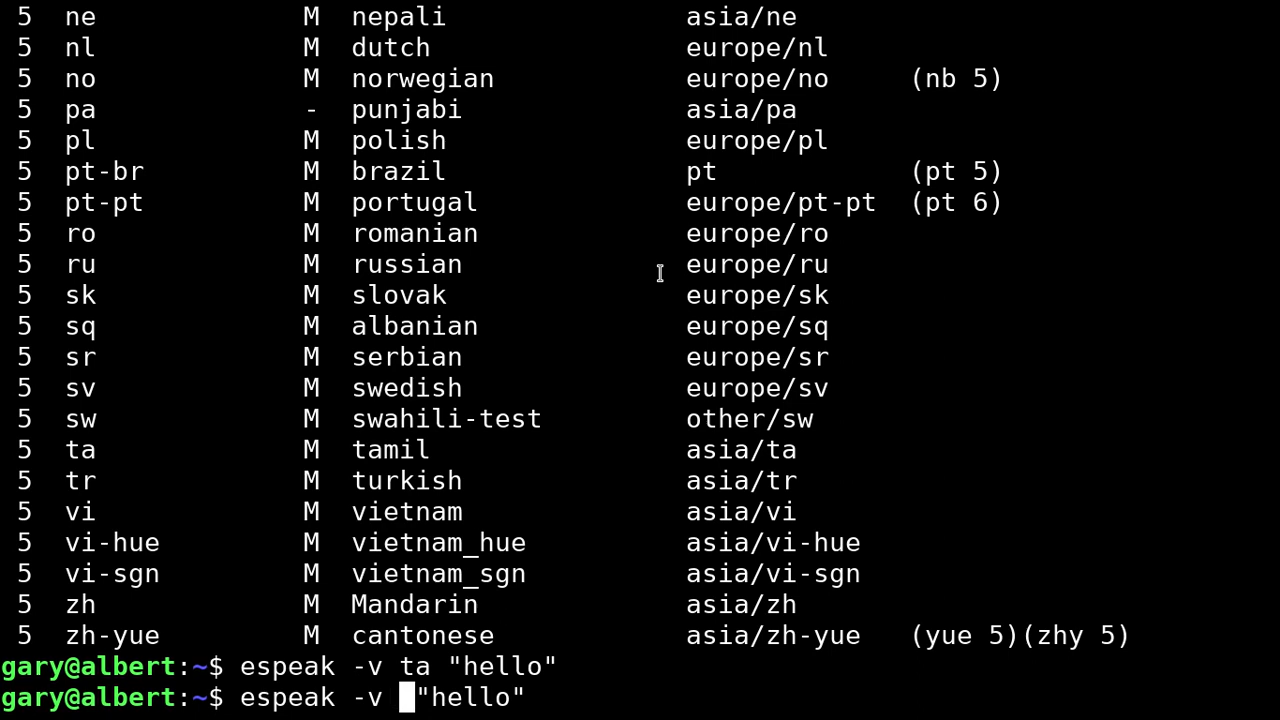 5 ne M nepali asia/ne
5 nl M dutch europe/nl
5 no M norwegian europe/no (nb 5)
5 pa - punjabi asia/pa
5 pl M polish europe/pl
5 pt-br M brazil pt (pt 5)
5 pt-pt M portugal europe/pt-pt (pt 6)
5 ro M romanian europe/ro
5 ru M russian europe/ru
5 sk M slovak europe/sk
5 sq M albanian europe/sq
5 sr M serbian europe/sr
5 sv M swedish europe/sv
5 sw M swahili-test other/sw
5 ta M tamil asia/ta
5 tr M turkish asia/tr
5 vi M vietnam asia/vi
5 vi-hue M vietnam_hue asia/vi-hue
5 vi-sgn M vietnam_sgn asia/vi-sgn
5 zh M Mandarin asia/zh
5 zh-yue M cantonese asia/zh-yue (yue 5)(zhy 5)
gary@albert:~$ espeak -v ta "hello"
gary@albert:~$ espeak -v "hello"